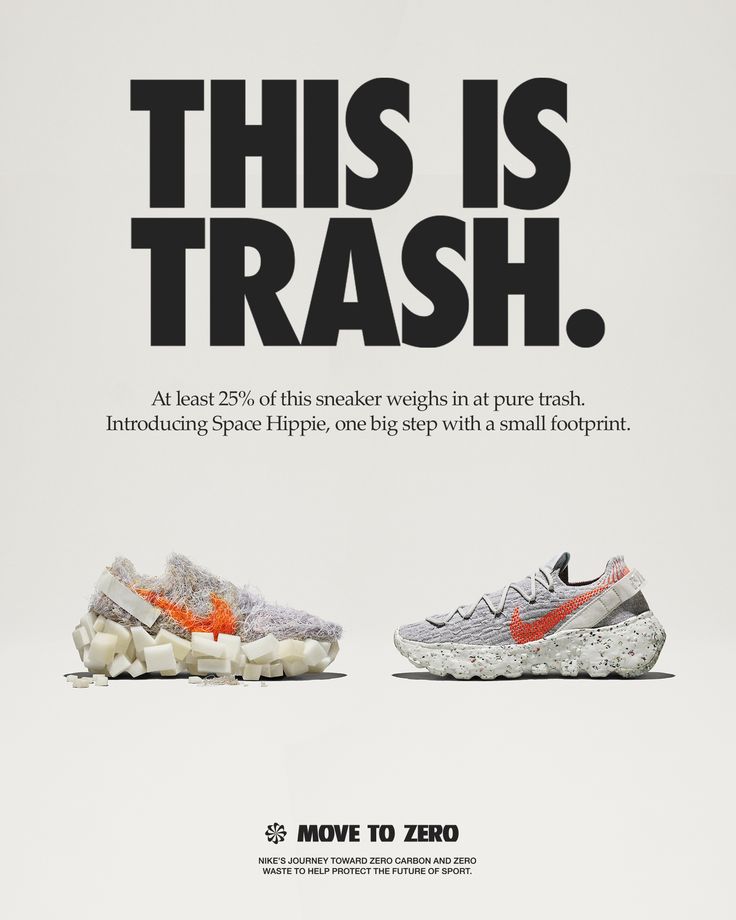 THIS IS
TRASH.
At least 25% of this sneaker weighs in at pure trash.
Introducing Space Hippie, one big step with a small footprint.
MOVE TO ZERO
NIKE'S JOURNEY TOWARD ZERO CARBON AND ZERO
WASTE TO HELP PROTECT THE FUTURE OF SPORT.